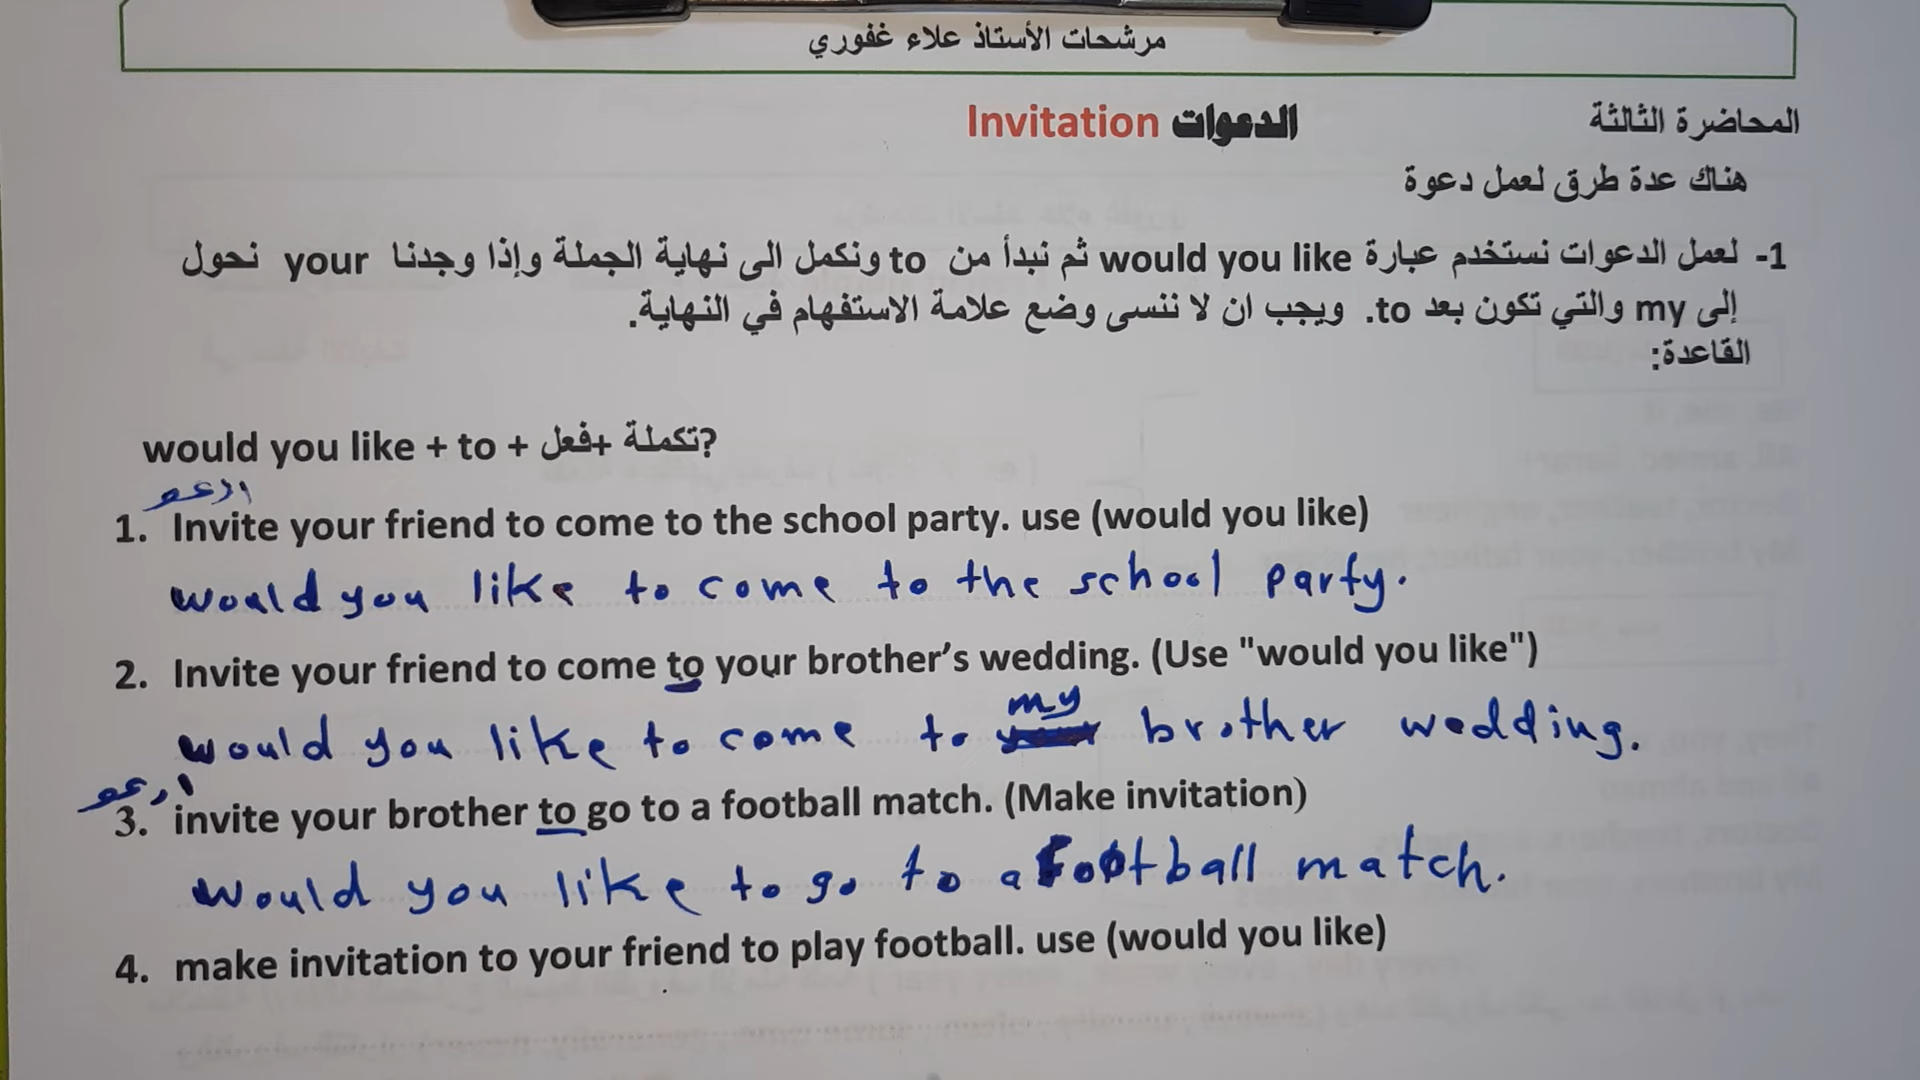 مرشحات الأستاذ علاء غفوري
المحاضرة الثالثة
الدعوات Invitation
هناك عدة طرق لعمل دعوة
1- لعمل الدعوات نستخدم عبارة would you like ثم نبدأ من to ونكمل الى نهاية الجملة وإذا وجدنا your نحول
إلى my والتي تكون بعد to. ويجب ان لا ننسى وضع علامة الاستفهام في النهاية.
القاعدة:
would you like + to + فعل+ تكملة?
ادعو
1. Invite your friend to come to the school party. use (would you like)
would you like to come to the school party.
2. Invite your friend to come to your brother's wedding. (Use "would you like")
would you like to come to my brother wedding.
ادعو
3. invite your brother to go to a football match. (Make invitation)
would you like to go to a football match.
4. make invitation to your friend to play football. use (would you like)